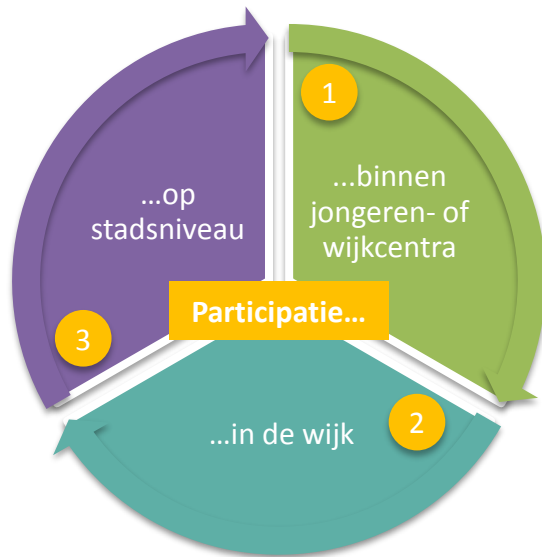 Participatie...
1
...binnen
jongeren- of
wijkcentra
2
...in de wijk
3
...op
stadsniveau